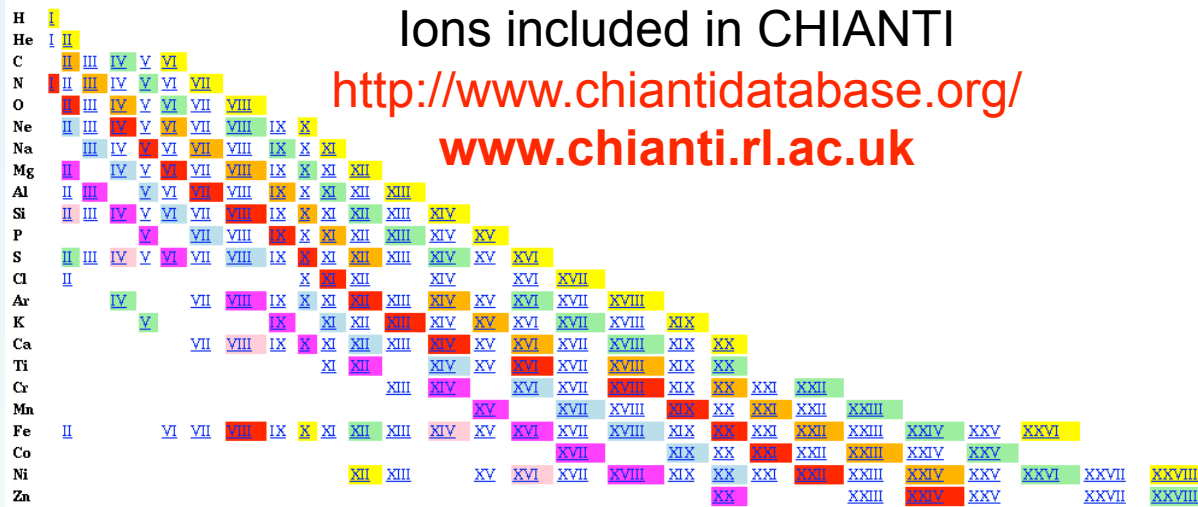 Ions included in CHIANTI
http://www.chiantidatabase.org/
www.chianti.rl.ac.uk
H I
He I II
C II III IV V VI
N I II III IV V VI VII
O II III IV V VI VII VIII
Ne II III IV V VI VII VIII IX X
Na III IV V VI VII VIII IX X XI
Mg II IV V VI VII VIII IX X XI XII
Al II III V VI VII VIII IX X XI XII XIII
Si II III IV V VI VII VIII IX X XI XII XIII XIV
P V VII VIII IX X XI XII XIII XIV XV
S II III IV V VI VII VIII IX X XI XII XIII XIV XV XVI
Cl II X XI XII XIV XVI XVII
Ar IV VII VIII IX X XI XII XIII XIV XV XVI XVII XVIII
K V IX XI XII XIII XIV XV XVI XVII XVIII XIX
Ca VII VIII IX X XI XII XIII XIV XV XVI XVII XVIII XIX XX
Ti XI XII XIV XV XVI XVII XVIII XIX XX
Cr XIII XIV XVI XVII XVIII XIX XX XXI XXII
Mn XV XVII XVIII XIX XX XXI XXII XXIII
Fe II VI VII VIII IX X XI XII XIII XIV XV XVI XVII XVIII XIX XX XXI XXII XXIII XXIV XXV XXVI
Co XVII XIX XX XXI XXII XXIII XXIV XXV
Ni XII XIII XV XVI XVII XVIII XIX XX XXI XXII XXIII XXIV XXV XXVI XXVII XXVIII
Zn XX XXIII XXIV XXV XXVII XXVIII